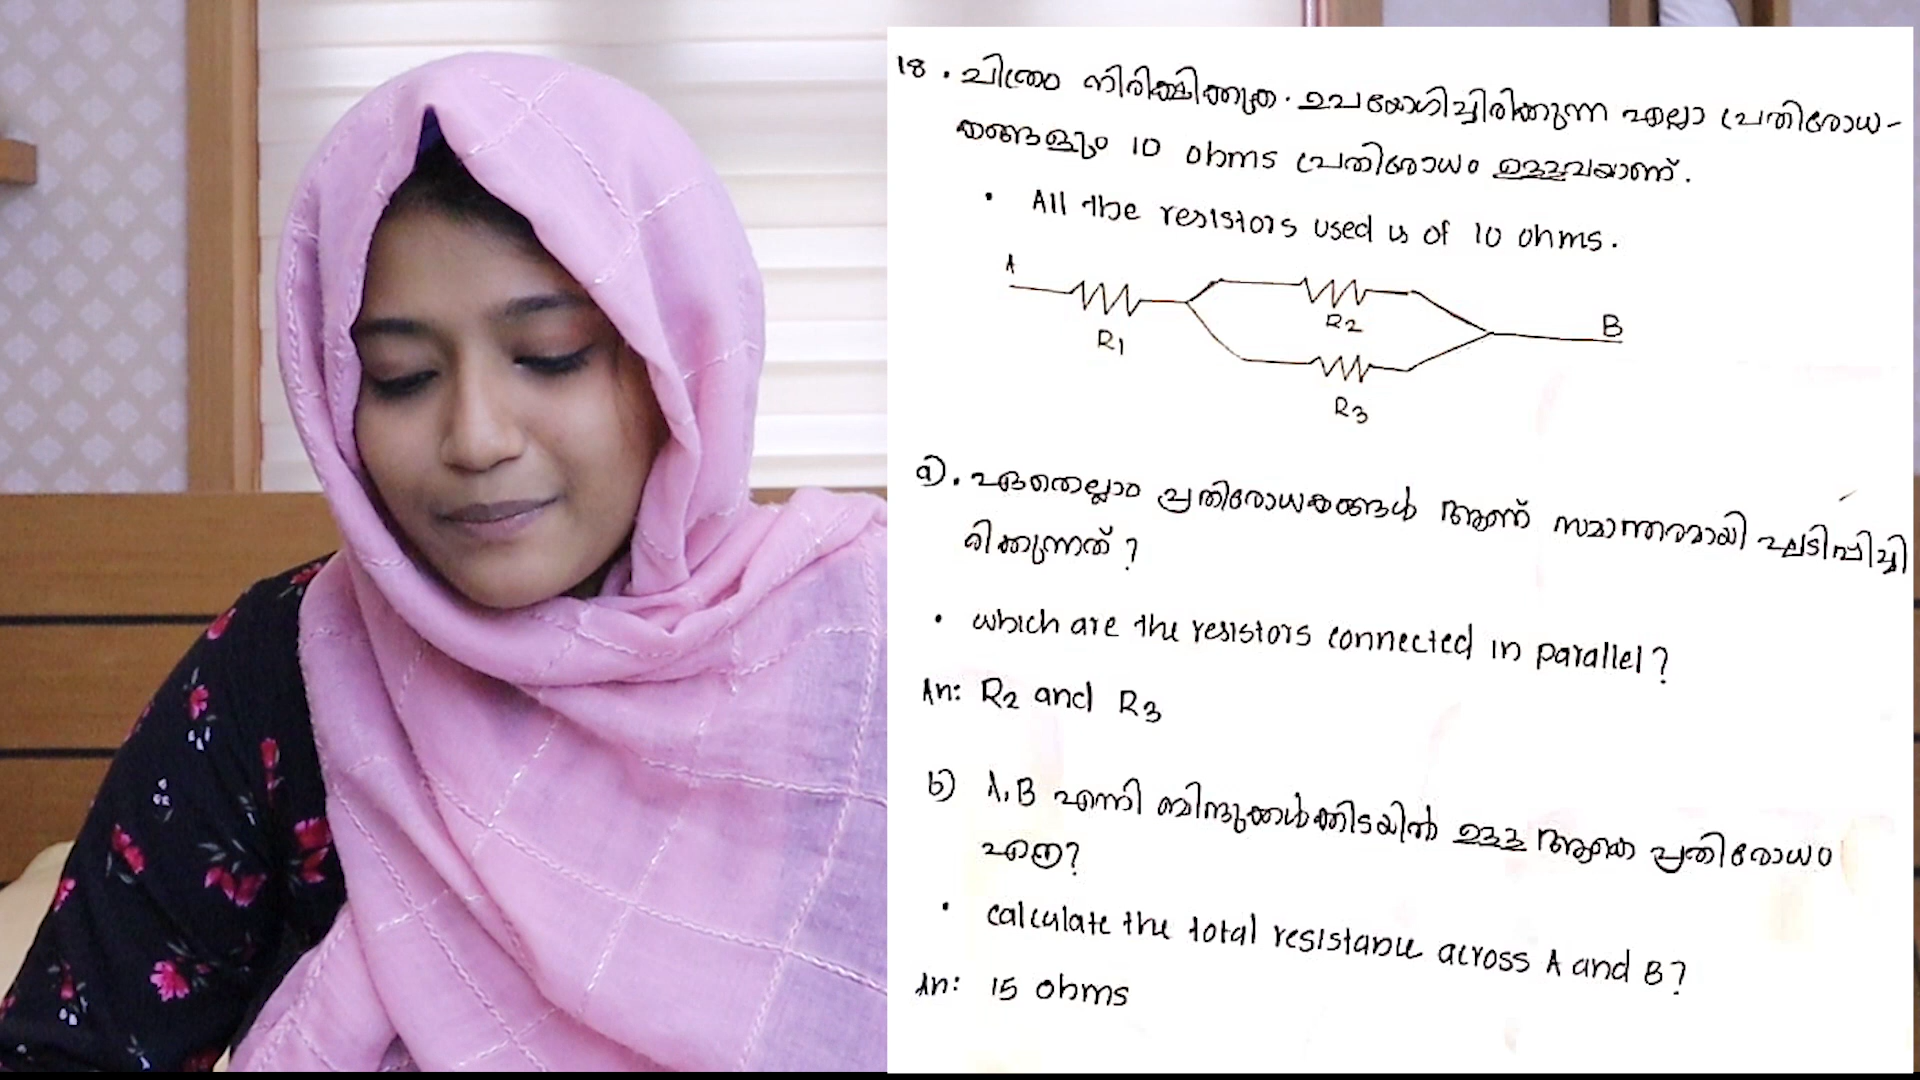 18. ചിത്രം നിരീക്ഷിക്കുക. ഉപയോഗിച്ചിരിക്കുന്ന എല്ലാ പ്രതിരോധ-
കങ്ങളും 10 ohms പ്രതിരോധം ഉള്ളവയാണ്.
• All the resistors used is of 10 ohms.
A
R1
R2
B
R3
a). ഏതെല്ലാം പ്രതിരോധകങ്ങൾ ആണ് സമാന്തരമായി ഘടിപ്പിച്ചി
രിക്കുന്നത് ?
• which are the resistors connected in parallel ?
An: R2 and R3
b) A, B എന്നി ബിന്ദുക്കൾക്കിടയിൽ ഉള്ള ആകെ പ്രതിരോധം
എത്ര?
• calculate the total resistance across A and B ?
An: 15 ohms